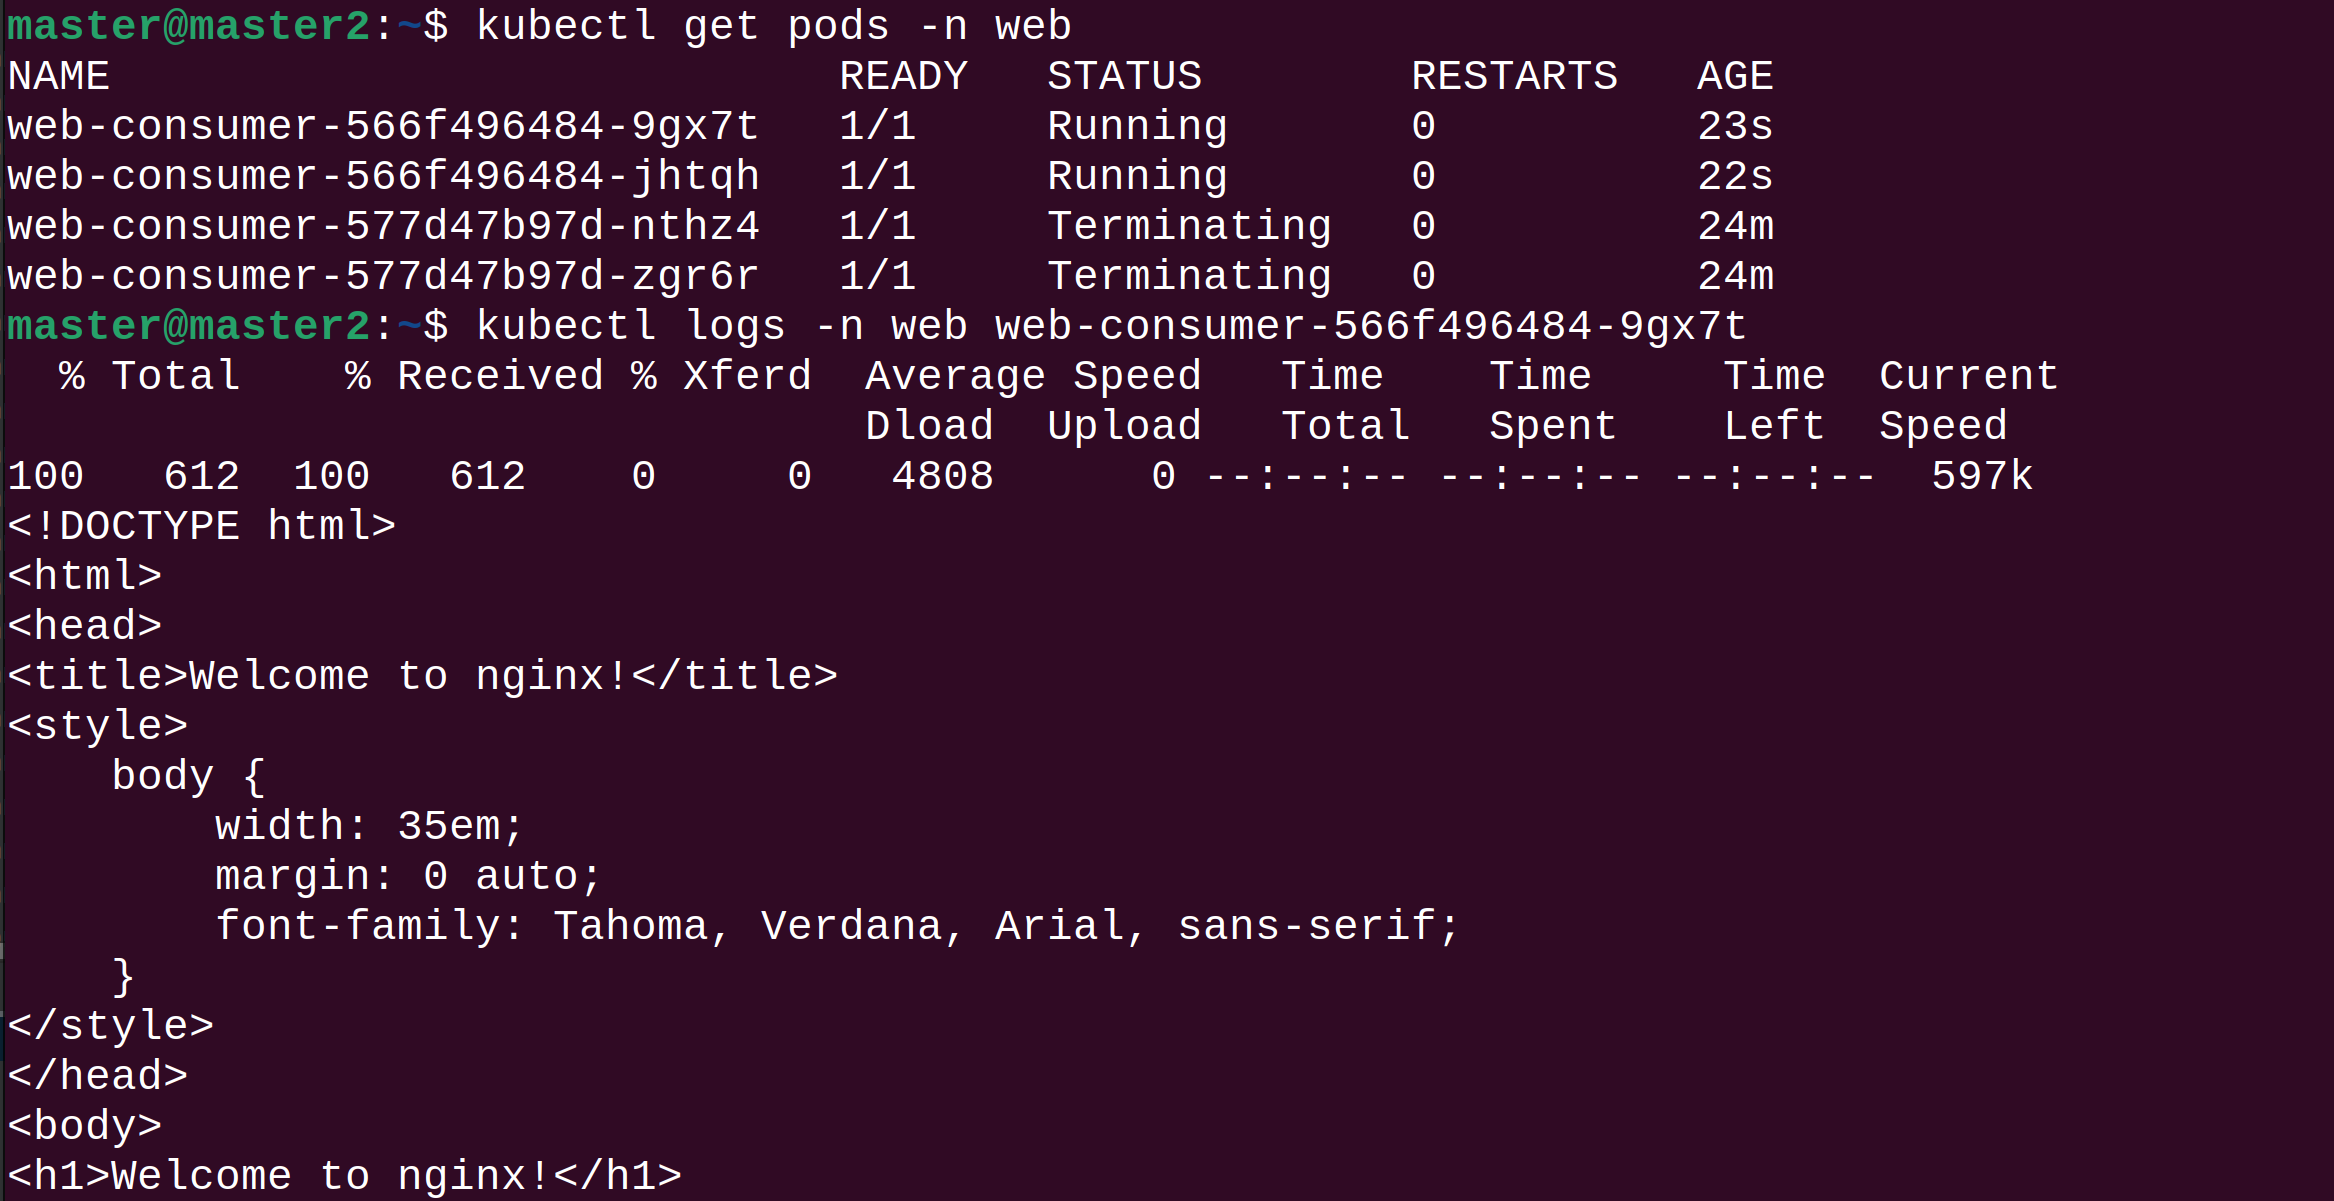 master@master2:~$ kubectl get pods -n web
NAME                            READY   STATUS        RESTARTS   AGE
web-consumer-566f496484-9gx7t   1/1     Running       0          23s
web-consumer-566f496484-jhtqh   1/1     Running       0          22s
web-consumer-577d47b97d-nthz4   1/1     Terminating   0          24m
web-consumer-577d47b97d-zgr6r   1/1     Terminating   0          24m
master@master2:~$ kubectl logs -n web web-consumer-566f496484-9gx7t
  % Total    % Received % Xferd  Average Speed   Time    Time     Time  Current
                                 Dload  Upload   Total   Spent    Left  Speed
100   612  100   612    0     0   4808      0 --:--:-- --:--:-- --:--:--  597k
<!DOCTYPE html>
<html>
<head>
<title>Welcome to nginx!</title>
<style>
    body {
        width: 35em;
        margin: 0 auto;
        font-family: Tahoma, Verdana, Arial, sans-serif;
    }
</style>
</head>
<body>
<h1>Welcome to nginx!</h1>